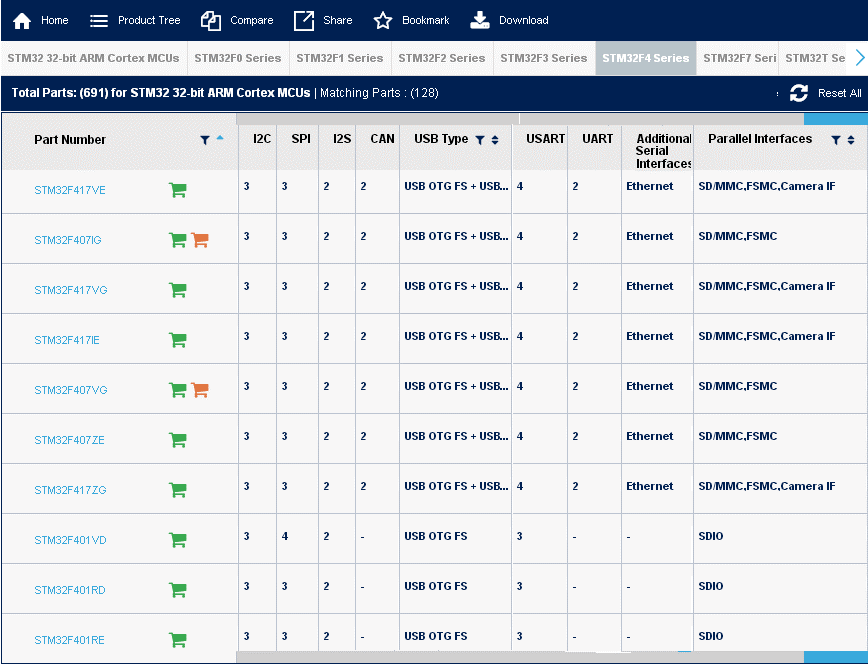 Home Product Tree Compare Share Bookmark Download
STM32 32-bit ARM Cortex MCUs STM32F0 Series STM32F1 Series STM32F2 Series STM32F3 Series STM32F4 Series STM32F7 Seri STM32T Se
Total Parts: (691) for STM32 32-bit ARM Cortex MCUs | Matching Parts : (128) : Reset All
Part Number I2C SPI I2S CAN USB Type USART UART Additional Parallel Interfaces
Serial
Interfaces
STM32F417VE 3 3 2 2 USB OTG FS + USB... 4 2 Ethernet SD/MMC,FSMC,Camera IF
STM32F407IG 3 3 2 2 USB OTG FS + USB... 4 2 Ethernet SD/MMC,FSMC
STM32F417VG 3 3 2 2 USB OTG FS + USB... 4 2 Ethernet SD/MMC,FSMC,Camera IF
STM32F417IE 3 3 2 2 USB OTG FS + USB... 4 2 Ethernet SD/MMC,FSMC,Camera IF
STM32F407VG 3 3 2 2 USB OTG FS + USB... 4 2 Ethernet SD/MMC,FSMC
STM32F407ZE 3 3 2 2 USB OTG FS + USB... 4 2 Ethernet SD/MMC,FSMC
STM32F417ZG 3 3 2 2 USB OTG FS + USB... 4 2 Ethernet SD/MMC,FSMC,Camera IF
STM32F401VD 3 4 2 - USB OTG FS 3 - - SDIO
STM32F401RD 3 3 2 - USB OTG FS 3 - - SDIO
STM32F401RE 3 3 2 - USB OTG FS 3 - - SDIO